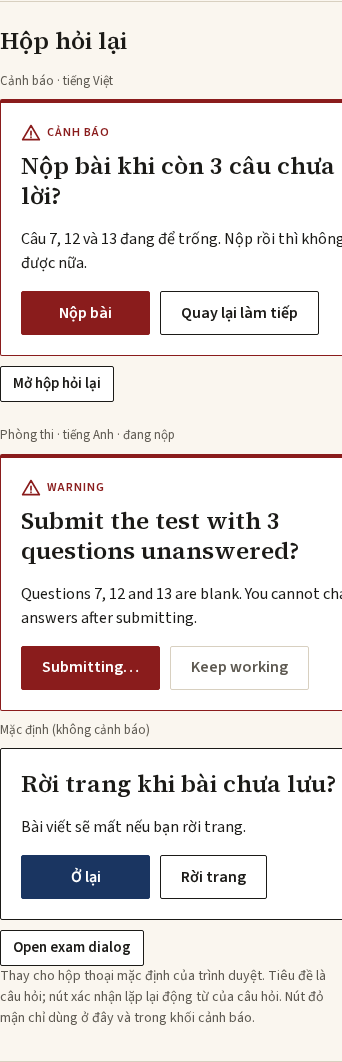 Hộp hỏi lại
Cảnh báo · tiếng Việt
CẢNH BÁO
Nộp bài khi còn 3 câu chưa
lời?
Câu 7, 12 và 13 đang để trống. Nộp rồi thì không
được nữa.
Nộp bài
Quay lại làm tiếp
Mở hộp hỏi lại
Phòng thi · tiếng Anh · đang nộp
WARNING
Submit the test with 3
questions unanswered?
Questions 7, 12 and 13 are blank. You cannot
answers after submitting.
Submitting…
Keep working
Mặc định (không cảnh báo)
Rời trang khi bài chưa lưu?
Bài viết sẽ mất nếu bạn rời trang.
Ở lại
Rời trang
Open exam dialog
Thay cho hộp thoại mặc định của trình duyệt. Tiêu đề là
câu hỏi; nút xác nhận lặp lại động từ của câu hỏi. Nút đỏ
mận chỉ dùng ở đây và trong khối cảnh báo.